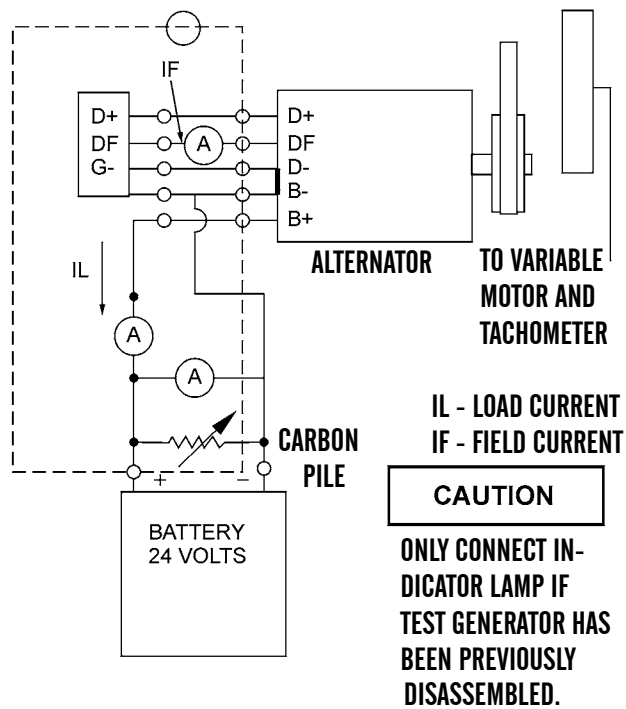 IF
D+
DF
G-
A
D+
DF
D-
B-
B+
ALTERNATOR
TO VARIABLE
MOTOR AND
TACHOMETER
IL
A
A
IL - LOAD CURRENT
IF - FIELD CURRENT
CARBON
PILE
+
-
BATTERY
24 VOLTS
CAUTION
ONLY CONNECT IN-
DICATOR LAMP IF
TEST GENERATOR HAS
BEEN PREVIOUSLY
DISASSEMBLED.